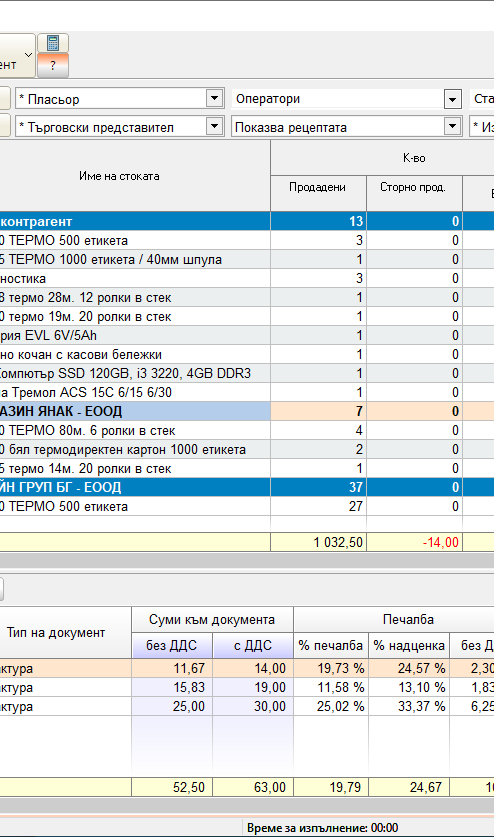 ент
?
* Пласьор Оператори Ста
* Търговски представител Показва рецептата * Из
Име на стоката К-во
Продадени Сторно прод.
контрагент 13 0
0 ТЕРМО 500 етикета 3 0
5 ТЕРМО 1000 етикета / 40мм шпула 1 0
ностика 3 0
8 термо 28м. 12 ролки в стек 1 0
0 термо 19м. 20 ролки в стек 1 0
рия EVL 6V/5Ah 1 0
но кочан с касови бележки 1 0
Компютър SSD 120GB, i3 3220, 4GB DDR3 1 0
на Тремол ACS 15C 6/15 6/30 1 0
АЗИН ЯНАК - ЕООД 7 0
0 ТЕРМО 80м. 6 ролки в стек 4 0
0 бял термодиректен картон 1000 етикета 2 0
5 термо 14м. 20 ролки в стек 1 0
ЙН ГРУП БГ - ЕООД 37 0
0 ТЕРМО 500 етикета 27 0
1 032,50 -14,00
Тип на документ Суми към документа Печалба
без ДДС с ДДС % печалба % надценка без Д
ктура 11,67 14,00 19,73 % 24,57 % 2,30
ктура 15,83 19,00 11,58 % 13,10 % 1,83
ктура 25,00 30,00 25,02 % 33,37 % 6,25
52,50 63,00 19,79 24,67 10
Време за изпълнение: 00:00